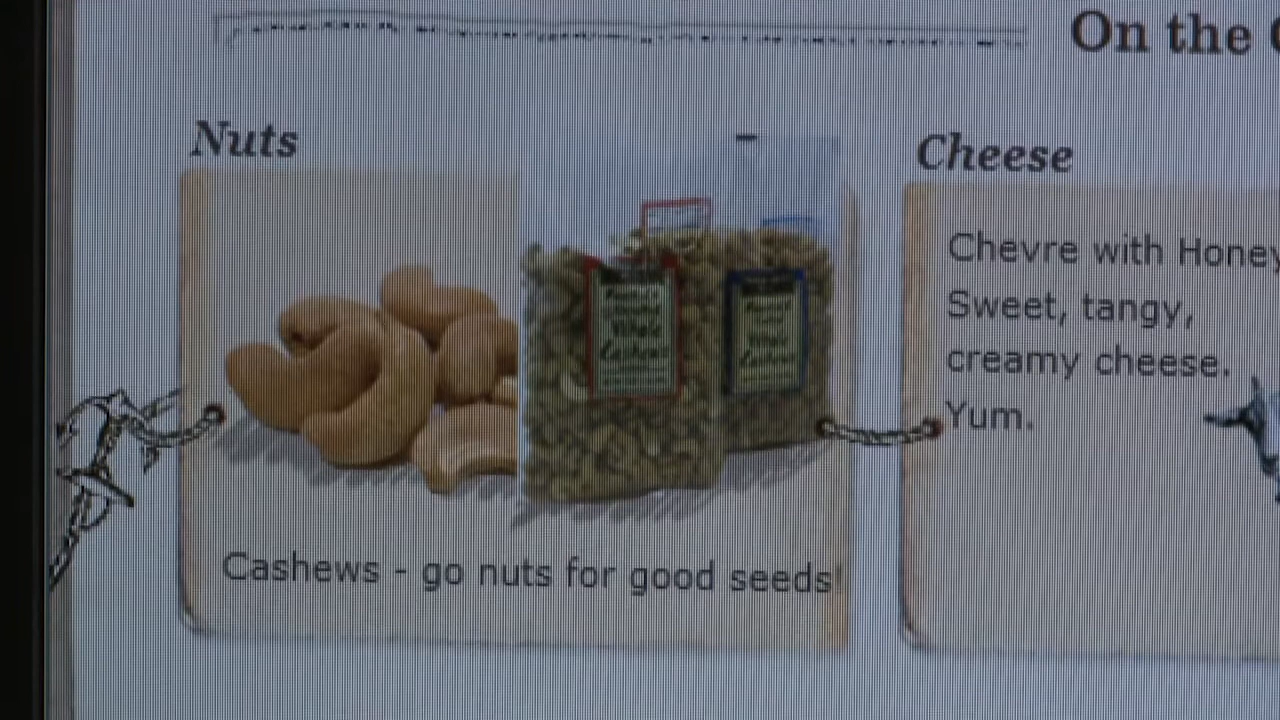 On the
Nuts
Cheese
Chevre with Honey
Sweet, tangy,
creamy cheese.
Yum.
Whole
Cashews
Whole
Cashews
Cashews - go nuts for good seeds!